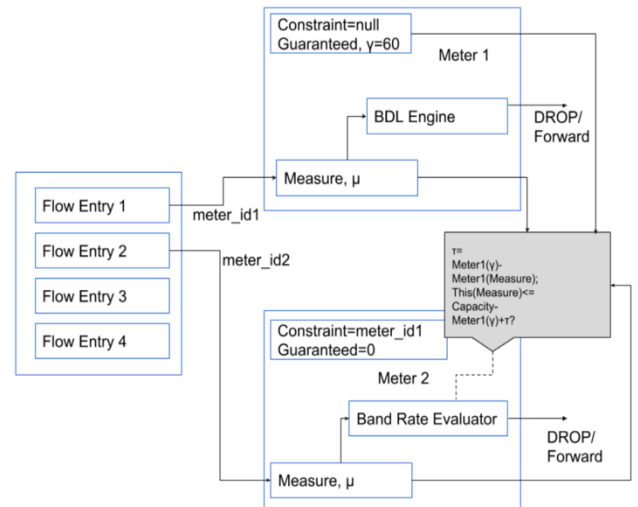 Constraint=null
Guaranteed, γ=60
Meter 1
BDL Engine
DROP/
Forward
Measure, μ
Flow Entry 1
meter_id1
Flow Entry 2
meter_id2
Flow Entry 3
Flow Entry 4
τ=
Meter1(γ)-
Meter1(Measure);
This(Measure)<=
Capacity-
Meter1(γ)+τ?
Constraint=meter_id1
Guaranteed=0
Meter 2
Band Rate Evaluator
DROP/
Forward
Measure, μ